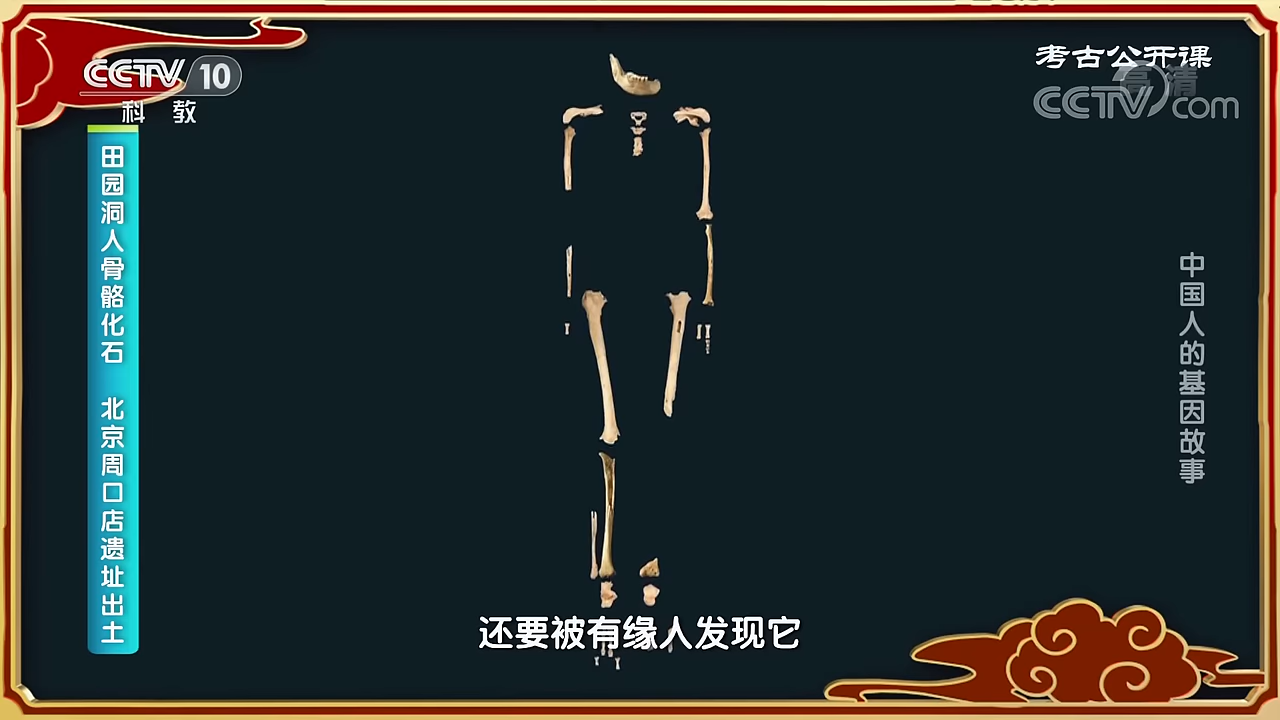 CCTV 10
科 教
考古公开课
高清
CCTV com
田园洞人骨骼化石 北京周口店遗址出土
中国人的基因故事
还要被有缘人发现它